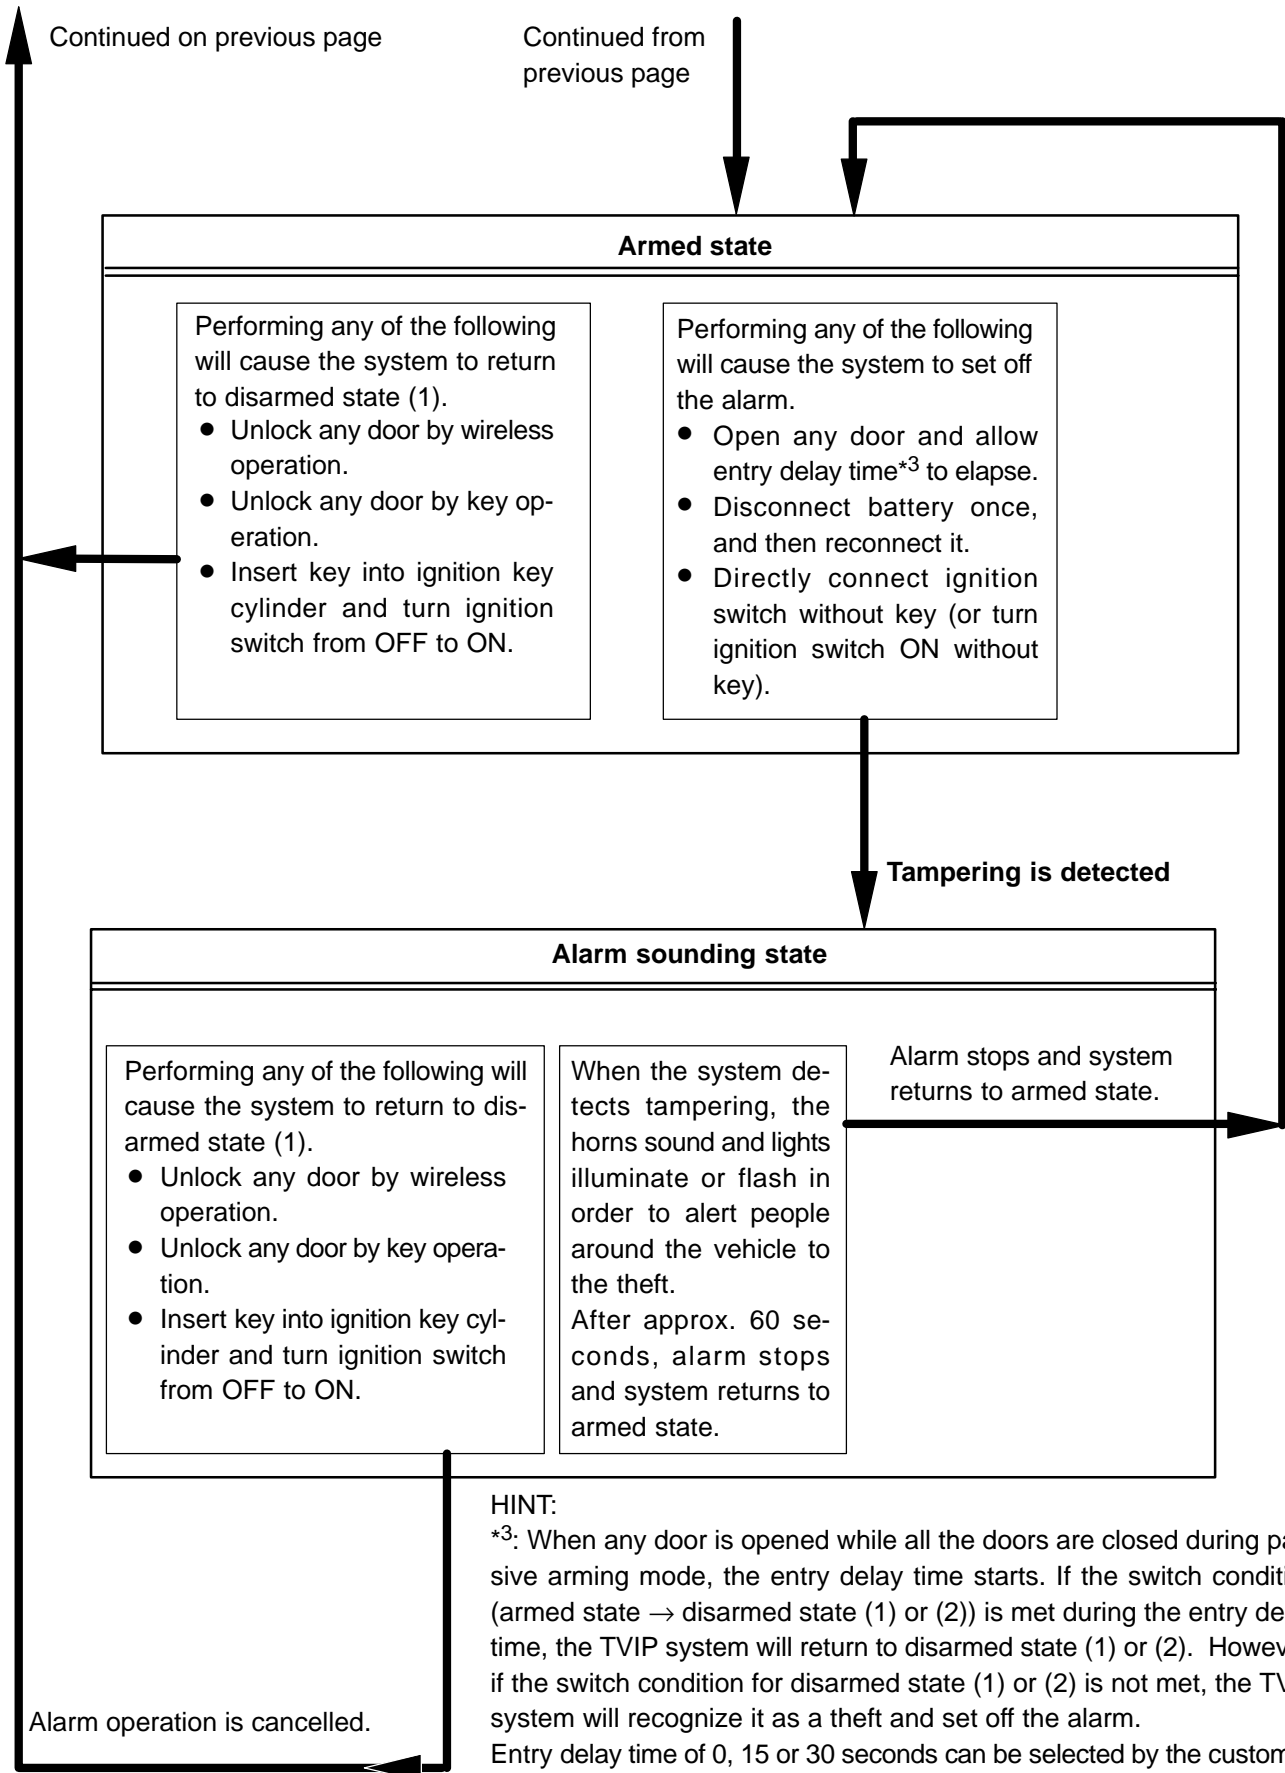 Continued on previous page
Continued from
previous page
Armed state
Performing any of the following
will cause the system to return
to disarmed state (1).
● Unlock any door by wireless
operation.
● Unlock any door by key op-
eration.
● Insert key into ignition key
cylinder and turn ignition
switch from OFF to ON.
Performing any of the following
will cause the system to set off
the alarm.
● Open any door and allow
entry delay time*3 to elapse.
● Disconnect battery once,
and then reconnect it.
● Directly connect ignition
switch without key (or turn
ignition switch ON without
key).
Tampering is detected
Alarm sounding state
Performing any of the following will
cause the system to return to dis-
armed state (1).
● Unlock any door by wireless
operation.
● Unlock any door by key opera-
tion.
● Insert key into ignition key cyl-
inder and turn ignition switch
from OFF to ON.
When the system de-
tects tampering, the
horns sound and lights
illuminate or flash in
order to alert people
around the vehicle to
the theft.
After approx. 60 se-
conds, alarm stops
and system returns to
armed state.
Alarm stops and system
returns to armed state.
HINT:
*3: When any door is opened while all the doors are closed during pa
sive arming mode, the entry delay time starts. If the switch conditi
(armed state → disarmed state (1) or (2)) is met during the entry de
time, the TVIP system will return to disarmed state (1) or (2). Howev
if the switch condition for disarmed state (1) or (2) is not met, the TV
system will recognize it as a theft and set off the alarm.
Entry delay time of 0, 15 or 30 seconds can be selected by the custom
Alarm operation is cancelled.